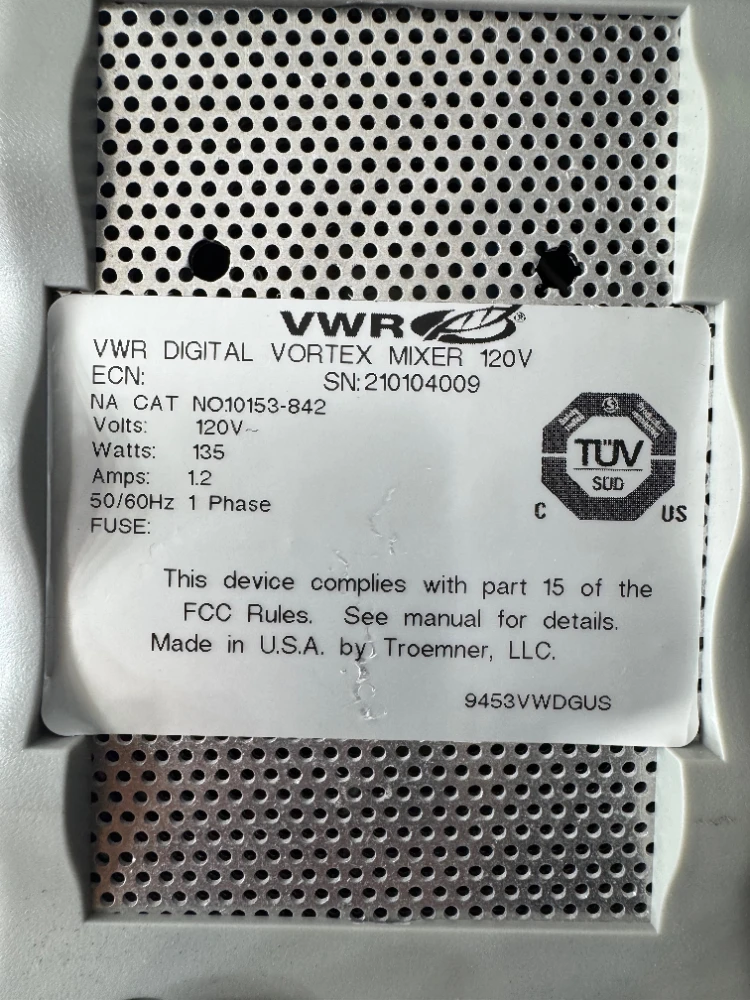 VWR®
VWR DIGITAL VORTEX MIXER 120V
ECN: SN:210104009
NA CAT NO.10153-842
Volts: 120V~
Watts: 135
Amps: 1.2
50/60Hz 1 Phase
FUSE:
TÜV
SÜD
C US
This device complies with part 15 of the
FCC Rules. See manual for details.
Made in U.S.A. by Troemner, LLC.
9453VWDGUS